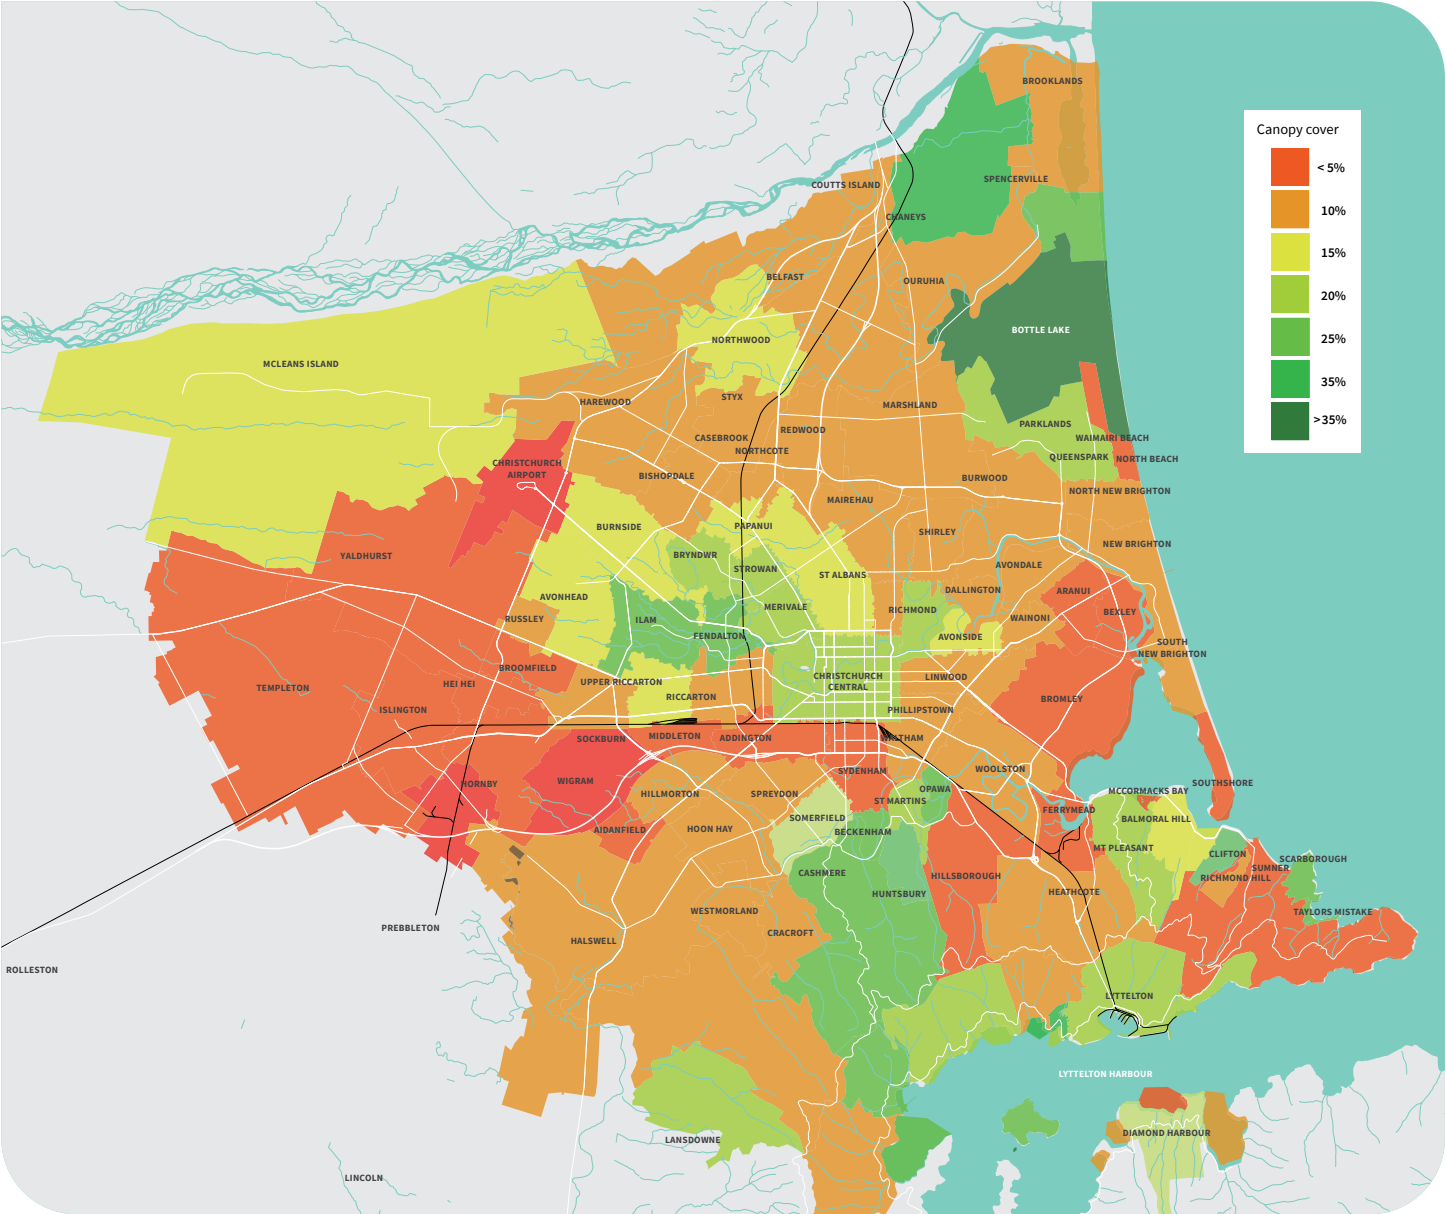 BROOKLANDS
Canopy cover
< 5%
10%
15%
20%
25%
35%
>35%
COUTTS ISLAND
SPENCERVILLE
CHANEYS
BELFAST
OURUHIA
BOTTLE LAKE
NORTHWOOD
MCLEANS ISLAND
STYX
HAREWOOD
MARSHLAND
PARKLANDS
REDWOOD
CASEBROOK
WAIMAIRI BEACH
NORTHCOTE
QUEENSPARK
NORTH BEACH
CHRISTCHURCH
AIRPORT
BISHOPDALE
BURWOOD
NORTH NEW BRIGTON
MAIREHAU
BURNSIDE
PAPANUI
SHIRLEY
NEW BRIGHTON
YALDHURST
BRYNDWR
STROWAN
ST ALBANS
AVONDALE
AVONHEAD
DALLINGTON
ARANUI
MERIVALE
RICHMOND
BEXLEY
RUSSLEY
ILAM
WAINONI
FENDALTON
AVONSIDE
SOUTH
NEW BRIGHTON
BROOMFIELD
UPPER RICCARTON
CHRISTCHURCH
CENTRAL
LINWOOD
TEMPLETON
HEI HEI
RICCARTON
BROMLEY
ISLINGTON
PHILLIPSTOWN
SOCKBURN
MIDDLETON
ADDINGTON
WALTHAM
SYDENHAM
WOOLSTON
HORNBY
WIGRAM
SOUTHSHORE
HILLMORTON
SPREYDON
OPAWA
MCCORMACKS BAY
ST MARTINS
FERRYMEAD
SOMERFIELD
BALMORAL HILL
AIDANFIELD
HOON HAY
BECKENHAM
MT PLEASANT
CLIFTON
SCARBOROUGH
SUMNER
CASHMERE
HILLSBOROUGH
RICHMOND HILL
HUNTSBURY
HEATHCOTE
WESTMORLAND
TAYLORS MISTAKE
PREBBLETON
CRACROFT
HALSWELL
ROLLESTON
LYTTELTON
LYTTELTON HARBOUR
DIAMOND HARBOUR
LANSDOWNE
LINCOLN